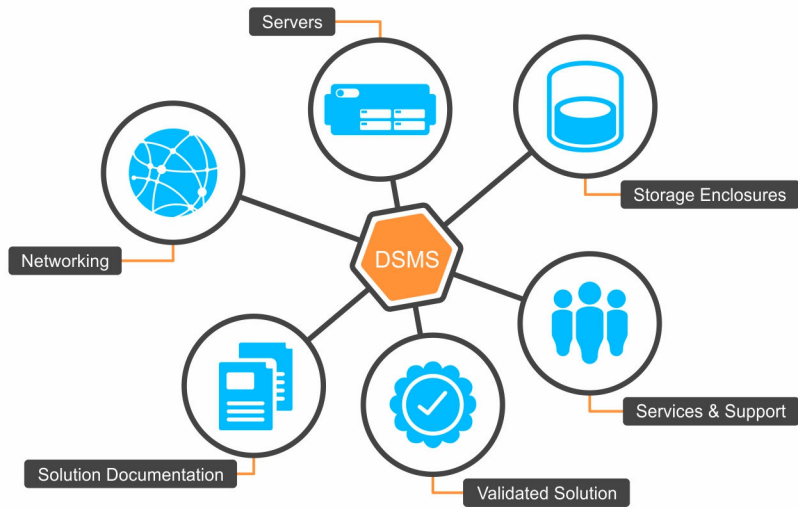 Servers
Storage Enclosures
Networking
DSMS
Services & Support
Solution Documentation
Validated Solution